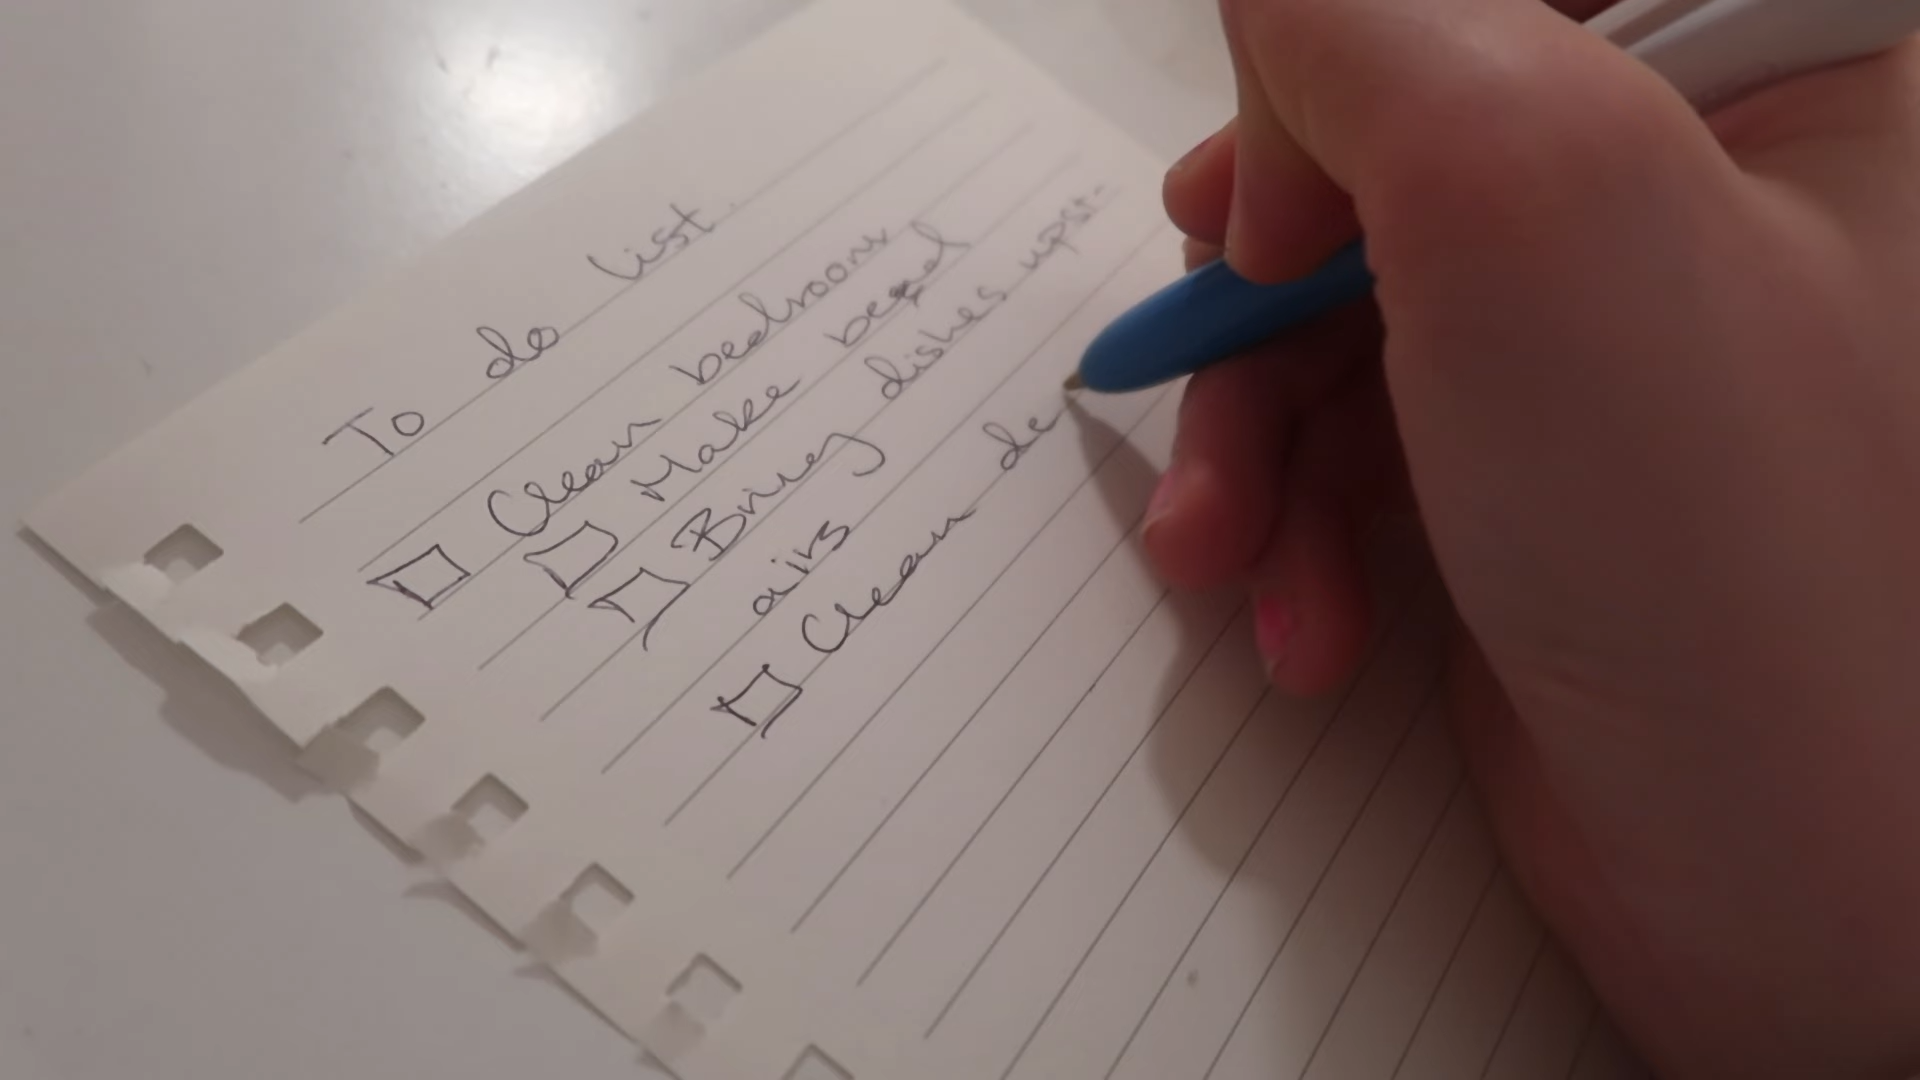 To do list
Clean bedroom
Make bed
Bring dishes upst-
airs
Clean de